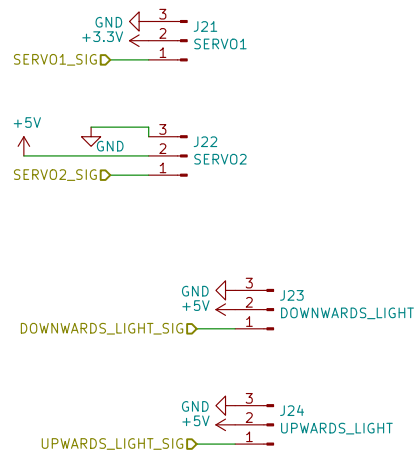 GND 3 J21
+3.3V 2 SERVO1
SERVO1_SIG 1
+5V 3 J22
GND 2 SERVO2
SERVO2_SIG 1
GND 3 J23
+5V 2 DOWNWARDS_LIGHT
DOWNWARDS_LIGHT_SIG 1
GND 3 J24
+5V 2 UPWARDS_LIGHT
UPWARDS_LIGHT_SIG 1